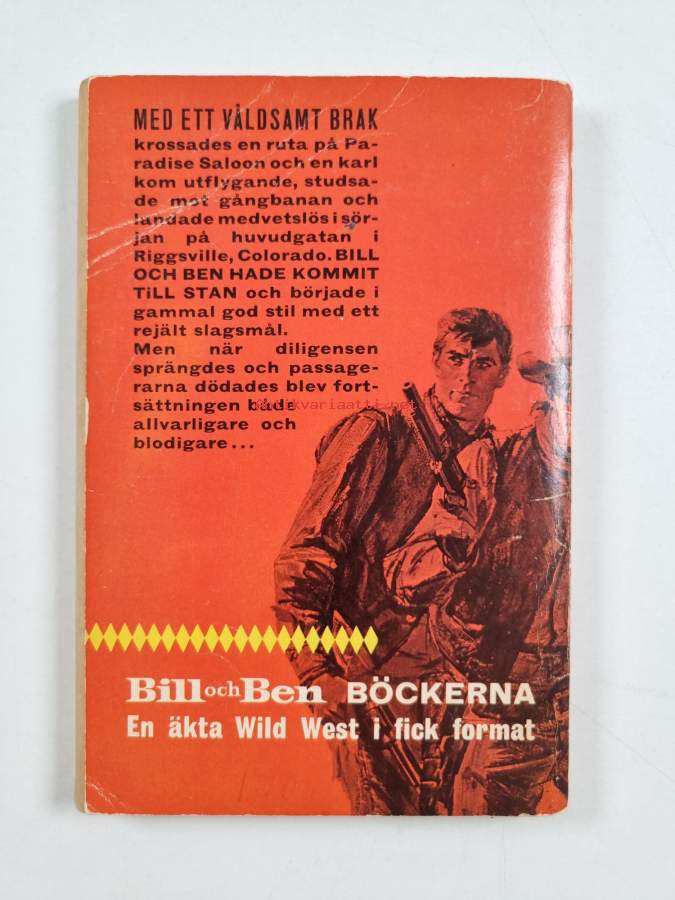 MED ETT VÅLDSAMT BRAK
krossades en ruta på Pa-
radise Saloon och en karl
kom utflygande, studsa-
de mot gångbanan och
landade medvetslös i sör-
jan på huvudgatan i
Riggsville, Colorado. BILL
OCH BEN HADE KOMMIT
TiLL STAN och började i
gammal god stil med ett
rejält slagsmål.
Men när diligensen
sprängdes och passage-
rarna dödades blev fort-
sättningen både
allvarligare och
blodigare...
Bill och Ben BÖCKERNA
En äkta Wild West i fick format